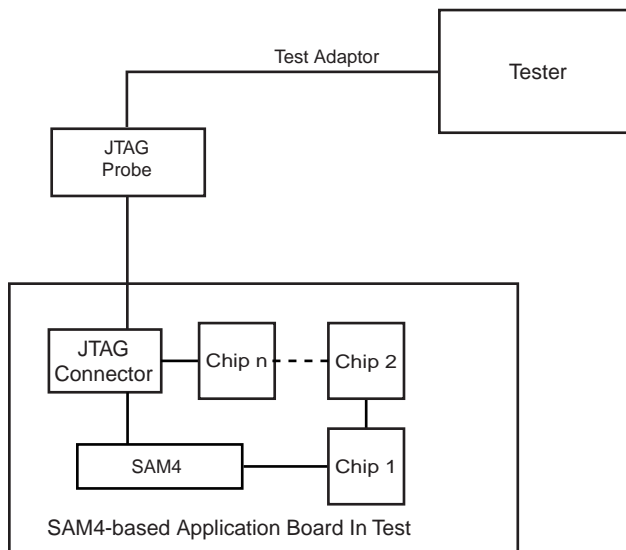 Test Adaptor
Tester
JTAG
Probe
JTAG
Connector
Chip n
Chip 2
SAM4
Chip 1
SAM4-based Application Board In Test